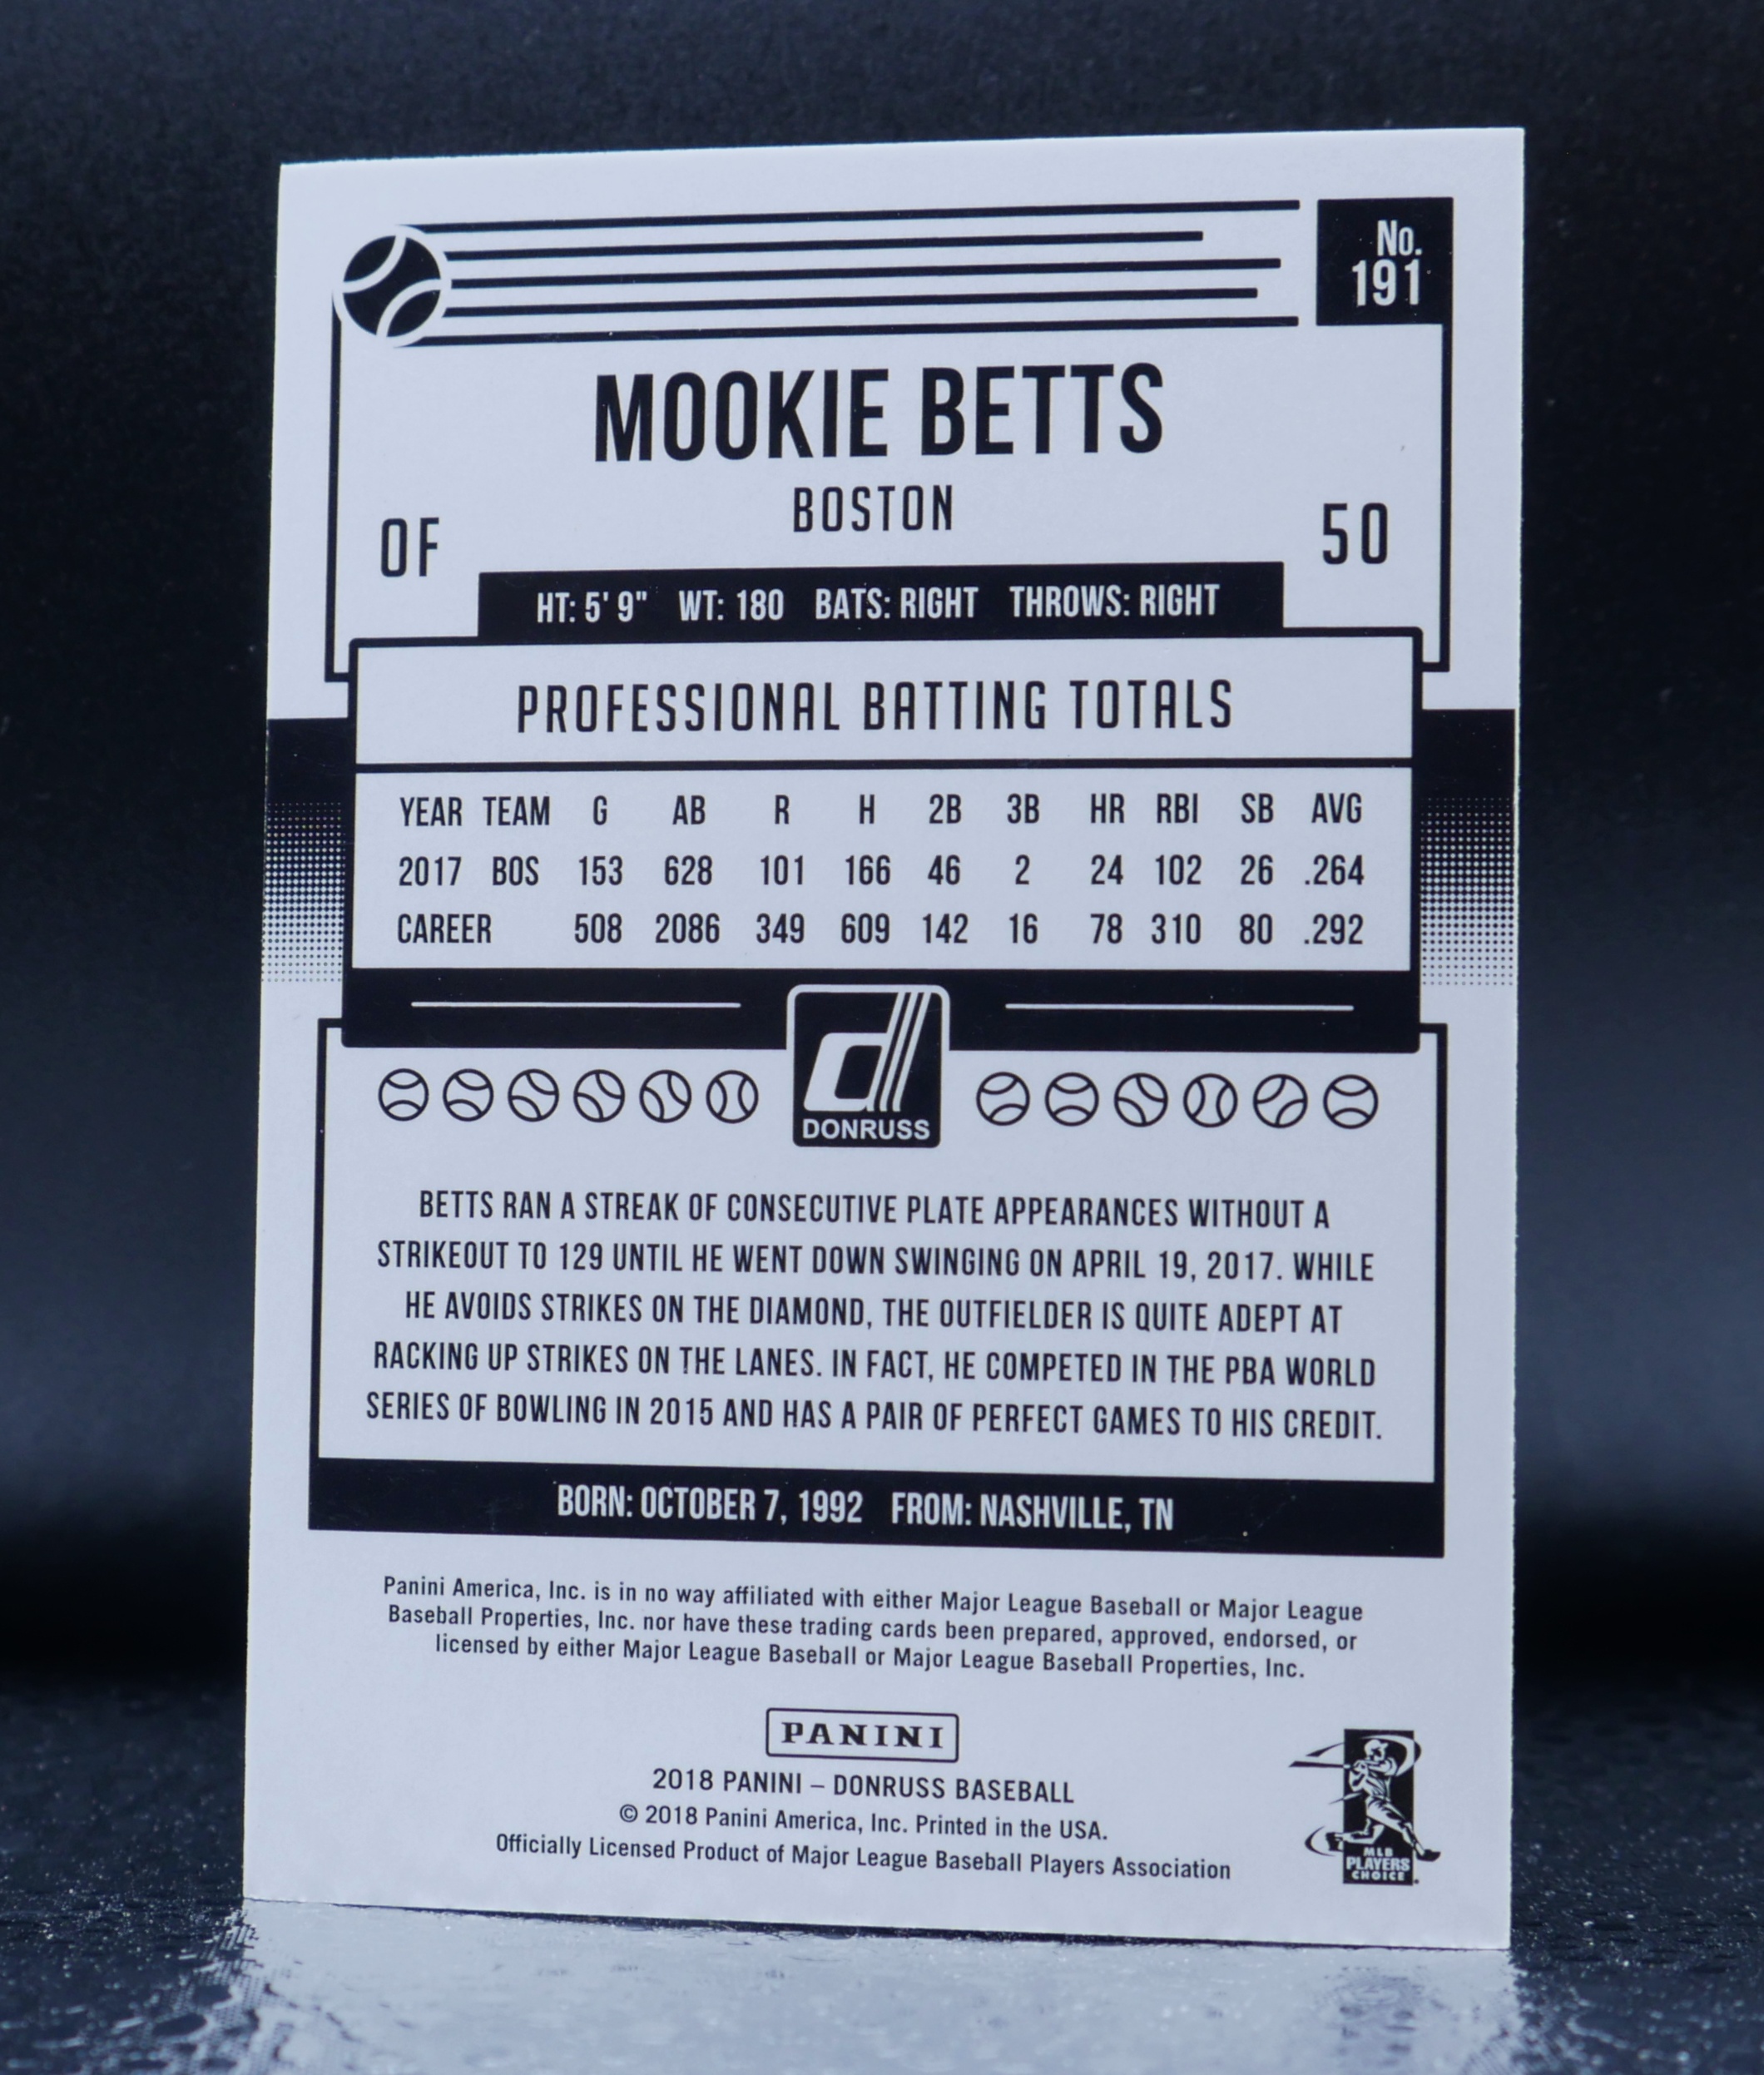 No.
191
MOOKIE BETTS
BOSTON
OF
50
HT: 5' 9" WT: 180 BATS: RIGHT THROWS: RIGHT
PROFESSIONAL BATTING TOTALS
YEAR TEAM G AB R H 2B 3B HR RBI SB AVG
2017 BOS 153 628 101 166 46 2 24 102 26 .264
CAREER 508 2086 349 609 142 16 78 310 80 .292
d
DONRUSS
BETTS RAN A STREAK OF CONSECUTIVE PLATE APPEARANCES WITHOUT A
STRIKEOUT TO 129 UNTIL HE WENT DOWN SWINGING ON APRIL 19, 2017. WHILE
HE AVOIDS STRIKES ON THE DIAMOND, THE OUTFIELDER IS QUITE ADEPT AT
RACKING UP STRIKES ON THE LANES. IN FACT, HE COMPETED IN THE PBA WORLD
SERIES OF BOWLING IN 2015 AND HAS A PAIR OF PERFECT GAMES TO HIS CREDIT.
BORN: OCTOBER 7, 1992 FROM: NASHVILLE, TN
Panini America, Inc. is in no way affiliated with either Major League Baseball or Major League
Baseball Properties, Inc. nor have these trading cards been prepared, approved, endorsed, or
licensed by either Major League Baseball or Major League Baseball Properties, Inc.
PANINI
2018 PANINI – DONRUSS BASEBALL
© 2018 Panini America, Inc. Printed in the USA.
Officially Licensed Product of Major League Baseball Players Association
MLB
PLAYERS
CHOICE